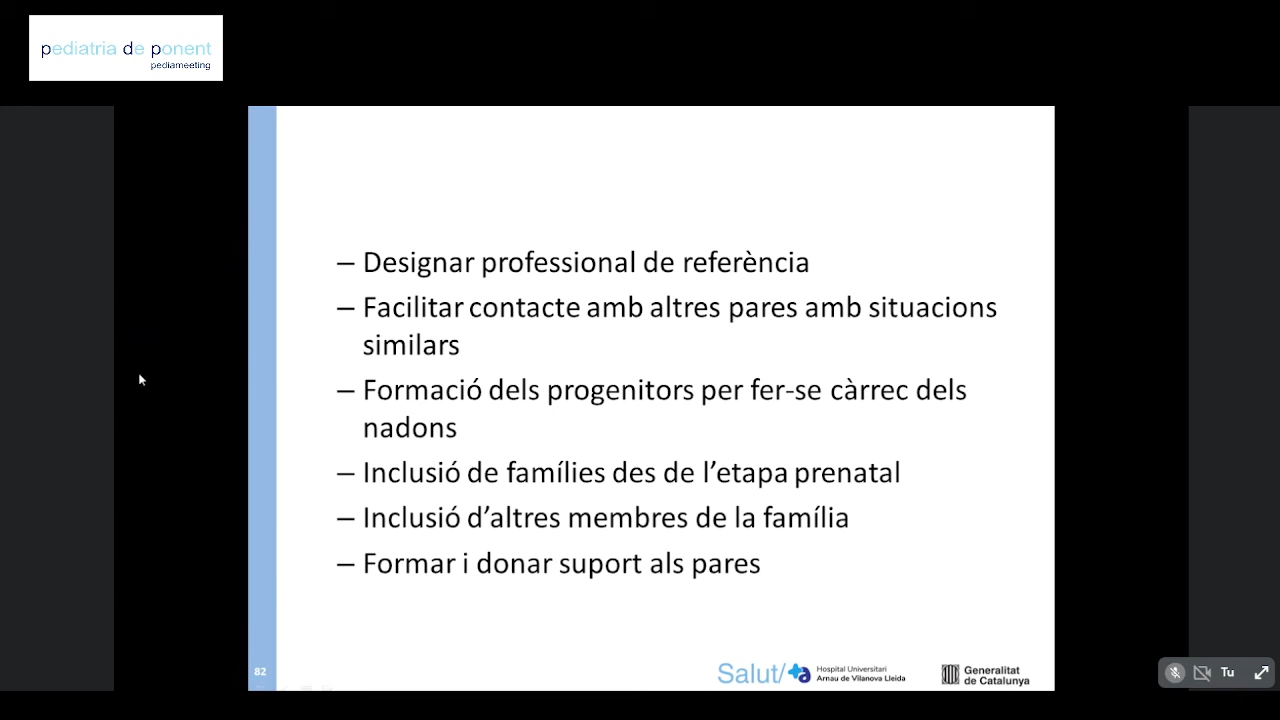 pediatria de ponent
pediameeting
– Designar professional de referència
– Facilitar contacte amb altres pares amb situacions
similars
– Formació dels progenitors per fer-se càrrec dels
nadons
– Inclusió de famílies des de l’etapa prenatal
– Inclusió d’altres membres de la família
– Formar i donar suport als pares
82
Salut/
Hospital Universitari
Arnau de Vilanova Lleida
Generalitat
de Catalunya
Tu